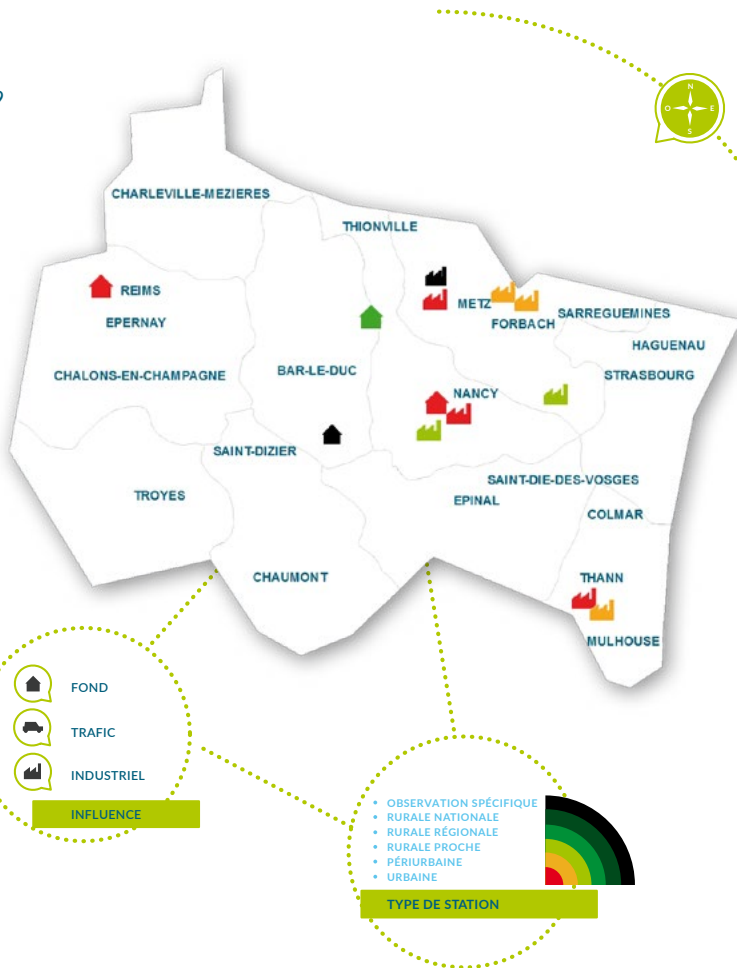 N
O E
S
CHARLEVILLE-MEZIERES
THIONVILLE
REIMS
METZ
EPERNAY
FORBACH
SARREGUEMINES
HAGUENAU
CHALONS-EN-CHAMPAGNE
BAR-LE-DUC
STRASBOURG
NANCY
SAINT-DIZIER
SAINT-DIE-DES-VOSGES
TROYES
EPINAL
COLMAR
CHAUMONT
THANN
MULHOUSE
FOND
TRAFIC
INDUSTRIEL
INFLUENCE
• OBSERVATION SPÉCIFIQUE
• RURALE NATIONALE
• RURALE RÉGIONALE
• RURALE PROCHE
• PÉRIURBAINE
• URBAINE
TYPE DE STATION